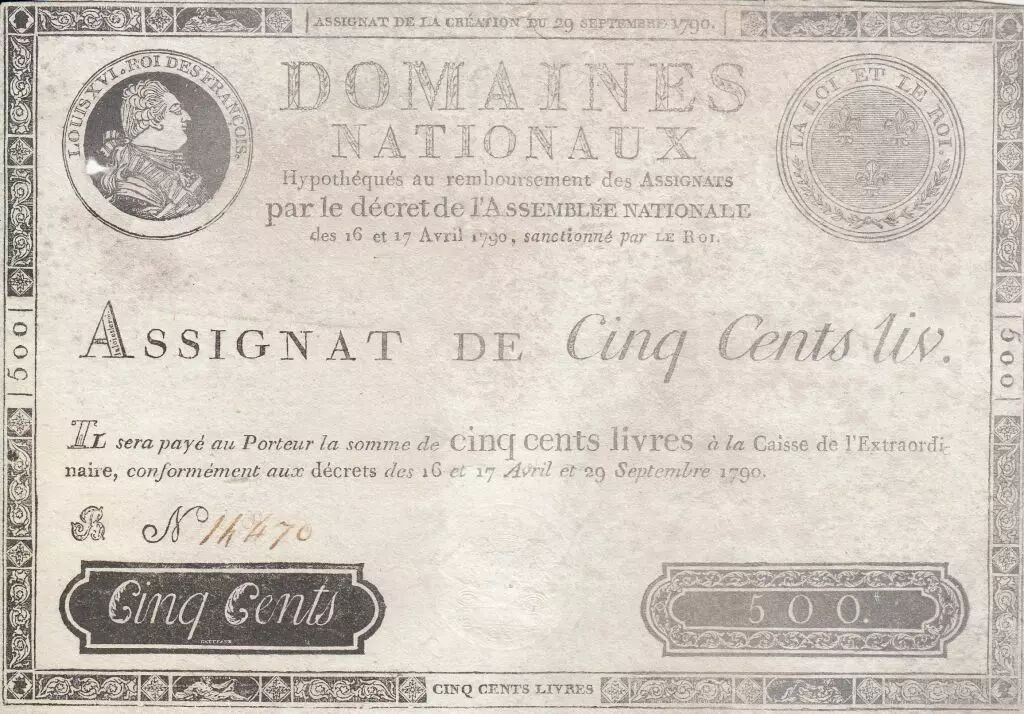 ASSIGNAT DE LA CRÉATION DU 29 SEPTEMBRE 1790.
LOUIS XVI. ROI DES FRANÇOIS.
DOMAINES
NATIONAUX
Hypothéqués au remboursement des ASSIGNATS
par le décret de l'ASSEMBLÉE NATIONALE
des 16 et 17 Avril 1790, sanctionné par LE ROI.
LA LOI ET LE ROI.
500
500
ASSIGNAT DE Cinq Cents liv.
IL sera payé au Porteur la somme de cinq cents livres à la Caisse de l'Extraordi-
naire, conformément aux décrets des 16 et 17 Avril et 29 Septembre 1790.
B N° 14470
Cinq Cents
500.
CINQ CENTS LIVRES